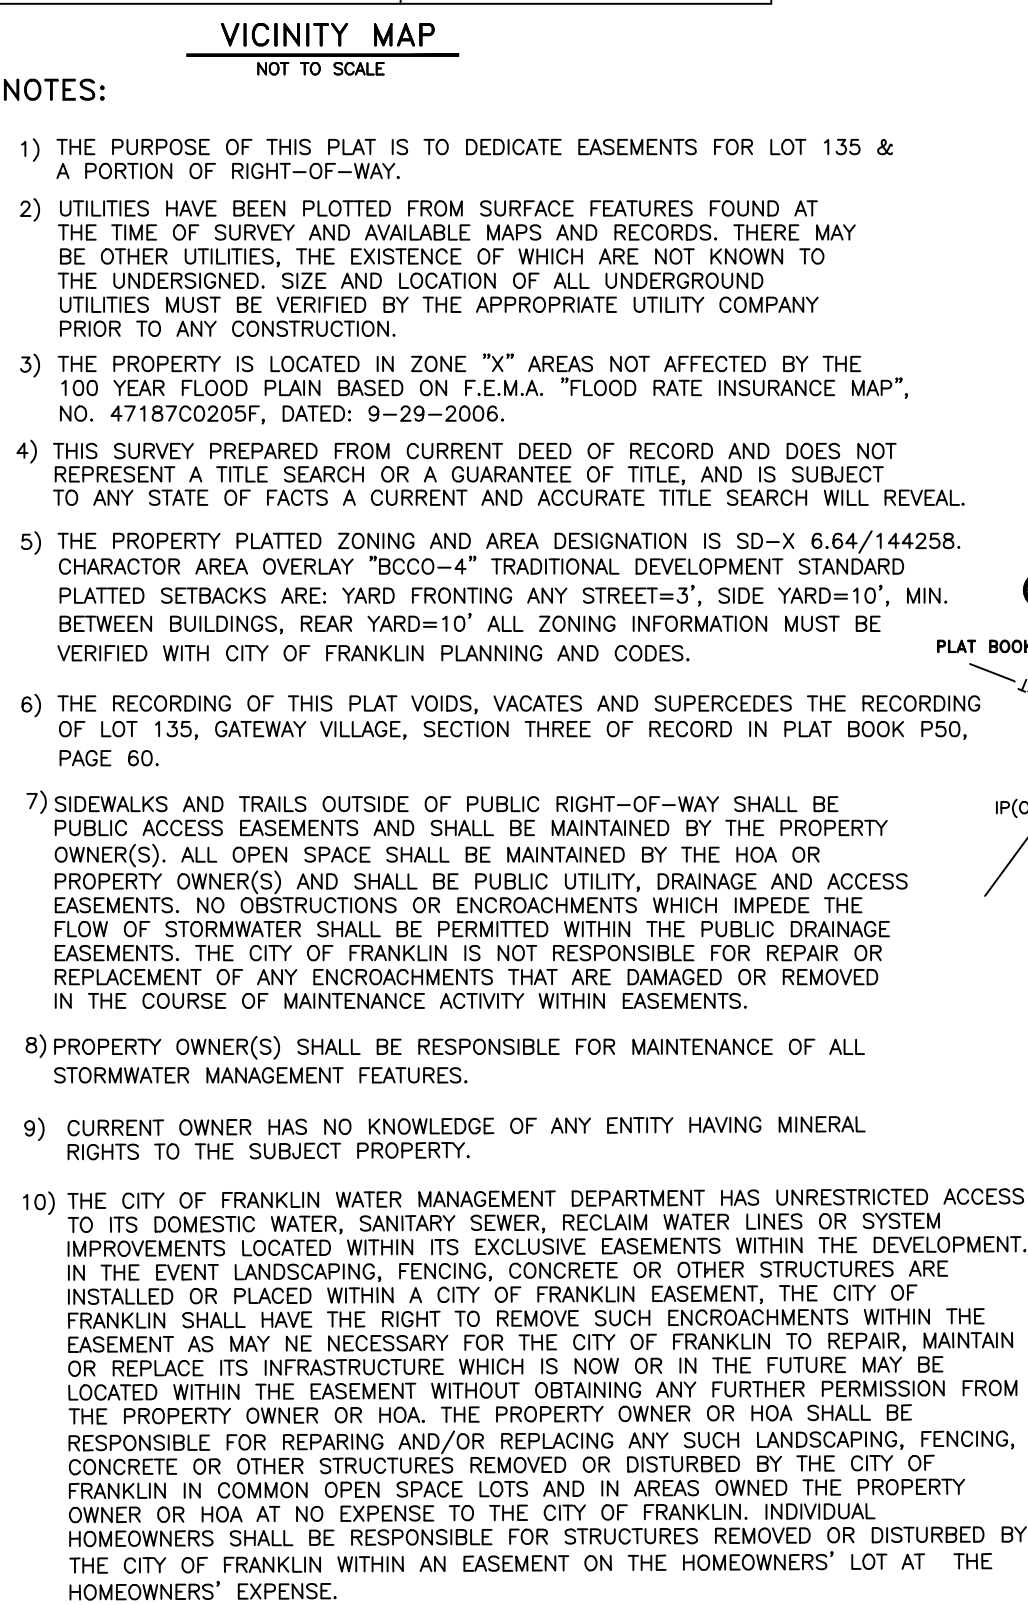 VICINITY MAP
NOT TO SCALE
NOTES:
1) THE PURPOSE OF THIS PLAT IS TO DEDICATE EASEMENTS FOR LOT 135 &
A PORTION OF RIGHT-OF-WAY.
2) UTILITIES HAVE BEEN PLOTTED FROM SURFACE FEATURES FOUND AT
THE TIME OF SURVEY AND AVAILABLE MAPS AND RECORDS. THERE MAY
BE OTHER UTILITIES, THE EXISTENCE OF WHICH ARE NOT KNOWN TO
THE UNDERSIGNED. SIZE AND LOCATION OF ALL UNDERGROUND
UTILITIES MUST BE VERIFIED BY THE APPROPRIATE UTILITY COMPANY
PRIOR TO ANY CONSTRUCTION.
3) THE PROPERTY IS LOCATED IN ZONE "X" AREAS NOT AFFECTED BY THE
100 YEAR FLOOD PLAIN BASED ON F.E.M.A. "FLOOD RATE INSURANCE MAP",
NO. 47187C0205F, DATED: 9-29-2006.
4) THIS SURVEY PREPARED FROM CURRENT DEED OF RECORD AND DOES NOT
REPRESENT A TITLE SEARCH OR A GUARANTEE OF TITLE, AND IS SUBJECT
TO ANY STATE OF FACTS A CURRENT AND ACCURATE TITLE SEARCH WILL REVEAL.
5) THE PROPERTY PLATTED ZONING AND AREA DESIGNATION IS SD-X 6.64/144258.
CHARACTOR AREA OVERLAY "BCCO-4" TRADITIONAL DEVELOPMENT STANDARD
PLATTED SETBACKS ARE: YARD FRONTING ANY STREET=3', SIDE YARD=10', MIN.
BETWEEN BUILDINGS, REAR YARD=10' ALL ZONING INFORMATION MUST BE
VERIFIED WITH CITY OF FRANKLIN PLANNING AND CODES.
PLAT BOOK
6) THE RECORDING OF THIS PLAT VOIDS, VACATES AND SUPERCEDES THE RECORDING
OF LOT 135, GATEWAY VILLAGE, SECTION THREE OF RECORD IN PLAT BOOK P50,
PAGE 60.
7) SIDEWALKS AND TRAILS OUTSIDE OF PUBLIC RIGHT-OF-WAY SHALL BE
PUBLIC ACCESS EASEMENTS AND SHALL BE MAINTAINED BY THE PROPERTY
OWNER(S). ALL OPEN SPACE SHALL BE MAINTAINED BY THE HOA OR
PROPERTY OWNER(S) AND SHALL BE PUBLIC UTILITY, DRAINAGE AND ACCESS
EASEMENTS. NO OBSTRUCTIONS OR ENCROACHMENTS WHICH IMPEDE THE
FLOW OF STORMWATER SHALL BE PERMITTED WITHIN THE PUBLIC DRAINAGE
EASEMENTS. THE CITY OF FRANKLIN IS NOT RESPONSIBLE FOR REPAIR OR
REPLACEMENT OF ANY ENCROACHMENTS THAT ARE DAMAGED OR REMOVED
IN THE COURSE OF MAINTENANCE ACTIVITY WITHIN EASEMENTS.
IP(O
8) PROPERTY OWNER(S) SHALL BE RESPONSIBLE FOR MAINTENANCE OF ALL
STORMWATER MANAGEMENT FEATURES.
9) CURRENT OWNER HAS NO KNOWLEDGE OF ANY ENTITY HAVING MINERAL
RIGHTS TO THE SUBJECT PROPERTY.
10) THE CITY OF FRANKLIN WATER MANAGEMENT DEPARTMENT HAS UNRESTRICTED ACCESS
TO ITS DOMESTIC WATER, SANITARY SEWER, RECLAIM WATER LINES OR SYSTEM
IMPROVEMENTS LOCATED WITHIN ITS EXCLUSIVE EASEMENTS WITHIN THE DEVELOPMENT.
IN THE EVENT LANDSCAPING, FENCING, CONCRETE OR OTHER STRUCTURES ARE
INSTALLED OR PLACED WITHIN A CITY OF FRANKLIN EASEMENT, THE CITY OF
FRANKLIN SHALL HAVE THE RIGHT TO REMOVE SUCH ENCROACHMENTS WITHIN THE
EASEMENT AS MAY NE NECESSARY FOR THE CITY OF FRANKLIN TO REPAIR, MAINTAIN
OR REPLACE ITS INFRASTRUCTURE WHICH IS NOW OR IN THE FUTURE MAY BE
LOCATED WITHIN THE EASEMENT WITHOUT OBTAINING ANY FURTHER PERMISSION FROM
THE PROPERTY OWNER OR HOA. THE PROPERTY OWNER OR HOA SHALL BE
RESPONSIBLE FOR REPARING AND/OR REPLACING ANY SUCH LANDSCAPING, FENCING,
CONCRETE OR OTHER STRUCTURES REMOVED OR DISTURBED BY THE CITY OF
FRANKLIN IN COMMON OPEN SPACE LOTS AND IN AREAS OWNED THE PROPERTY
OWNER OR HOA AT NO EXPENSE TO THE CITY OF FRANKLIN. INDIVIDUAL
HOMEOWNERS SHALL BE RESPONSIBLE FOR STRUCTURES REMOVED OR DISTURBED BY
THE CITY OF FRANKLIN WITHIN AN EASEMENT ON THE HOMEOWNERS' LOT AT THE
HOMEOWNERS' EXPENSE.